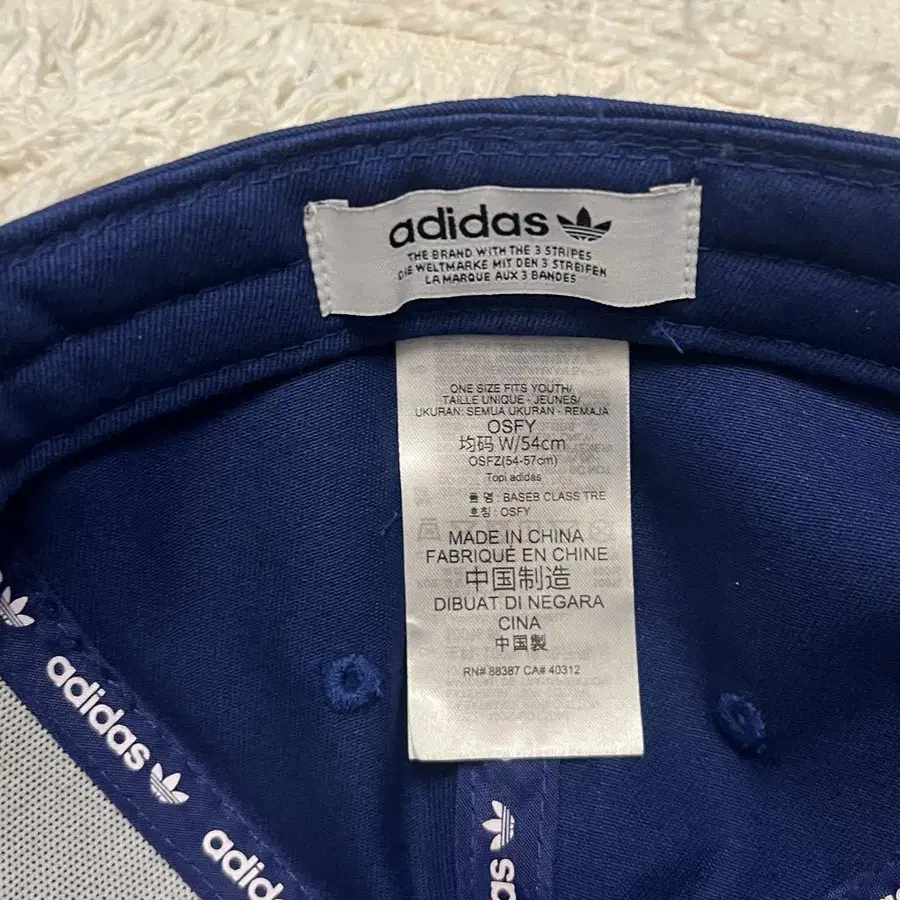 adidas
THE BRAND WITH THE 3 STRIPES
DIE WELTMARKE MIT DEN 3 STREIFEN
LA MARQUE AUX 3 BANDES
ONE SIZE FITS YOUTH/
TAILLE UNIQUE - JEUNES/
UKURAN: SEMUA UKURAN - REMAJA
OSFY
均码 W/54cm
OSFZ(54-57cm)
Topi adidas
품 명 : BASEB CLASS TRE
호칭 : OSFY
MADE IN CHINA
FABRIQUÉ EN CHINE
中国制造
DIBUAT DI NEGARA
CINA
中国製
RN# 88387 CA# 40312
adidas
adidas
adidas